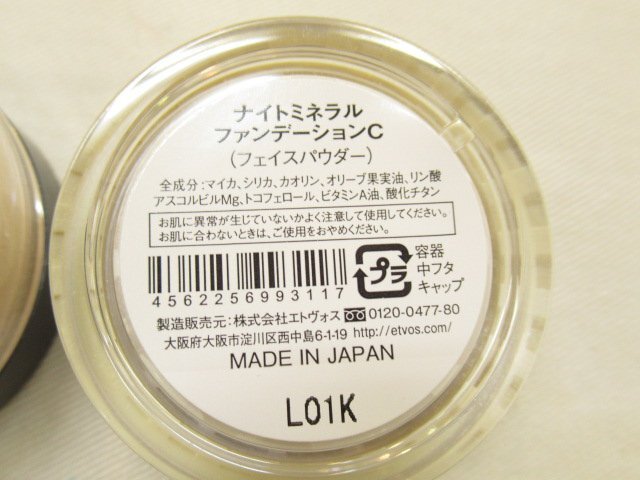 ナイトミネラル
ファンデーションC
(フェイスパウダー)
全成分:マイカ、シリカ、カオリン、オリーブ果実油、リン酸
アスコルビルMg、トコフェロール、ビタミンA油、酸化チタン
お肌に異常が生じていないかよく注意して使用してください。
お肌に合わないときは、ご使用をおやめください。
4562256993117
プラ
容器
中フタ
キャップ
製造販売元:株式会社エトヴォス 0120-0477-80
大阪府大阪市淀川区西中島6-1-19 http://etvos.com/
MADE IN JAPAN
L01K